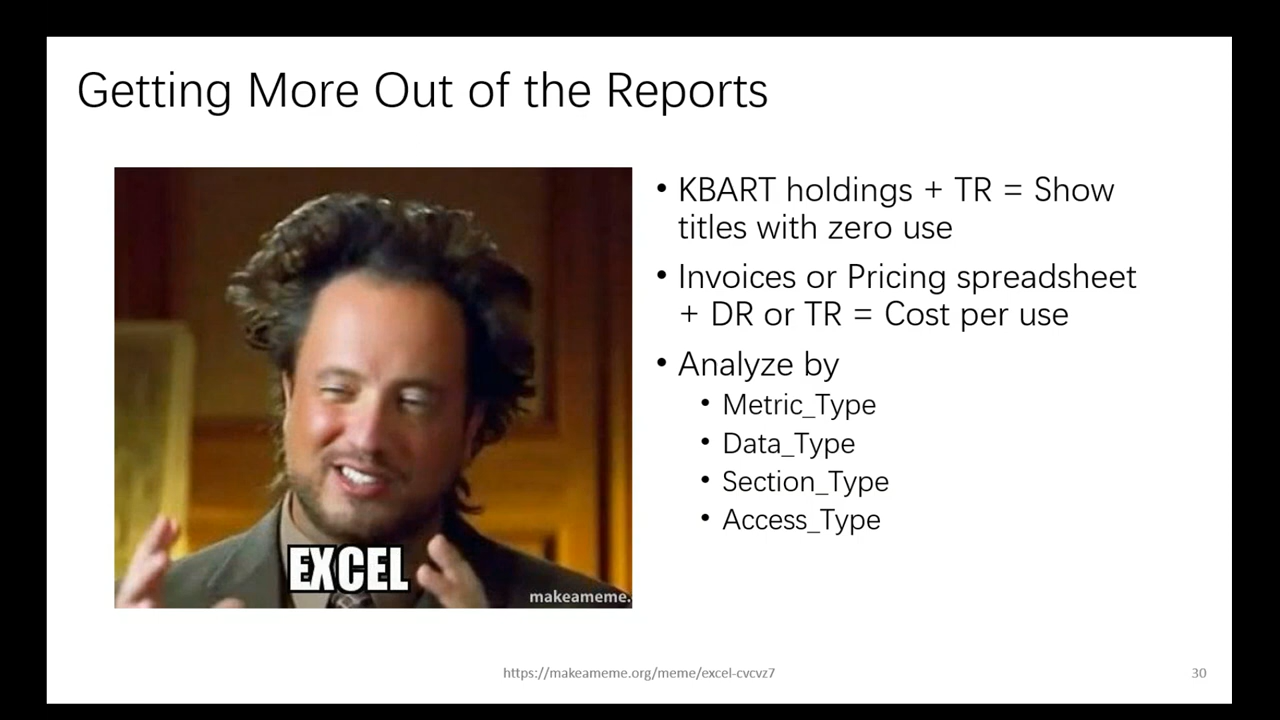 Getting More Out of the Reports
• KBART holdings + TR = Show
titles with zero use
• Invoices or Pricing spreadsheet
+ DR or TR = Cost per use
• Analyze by
• Metric_Type
• Data_Type
• Section_Type
• Access_Type
EXCEL
makeameme.
https://makeameme.org/meme/excel-cvcvz7
30